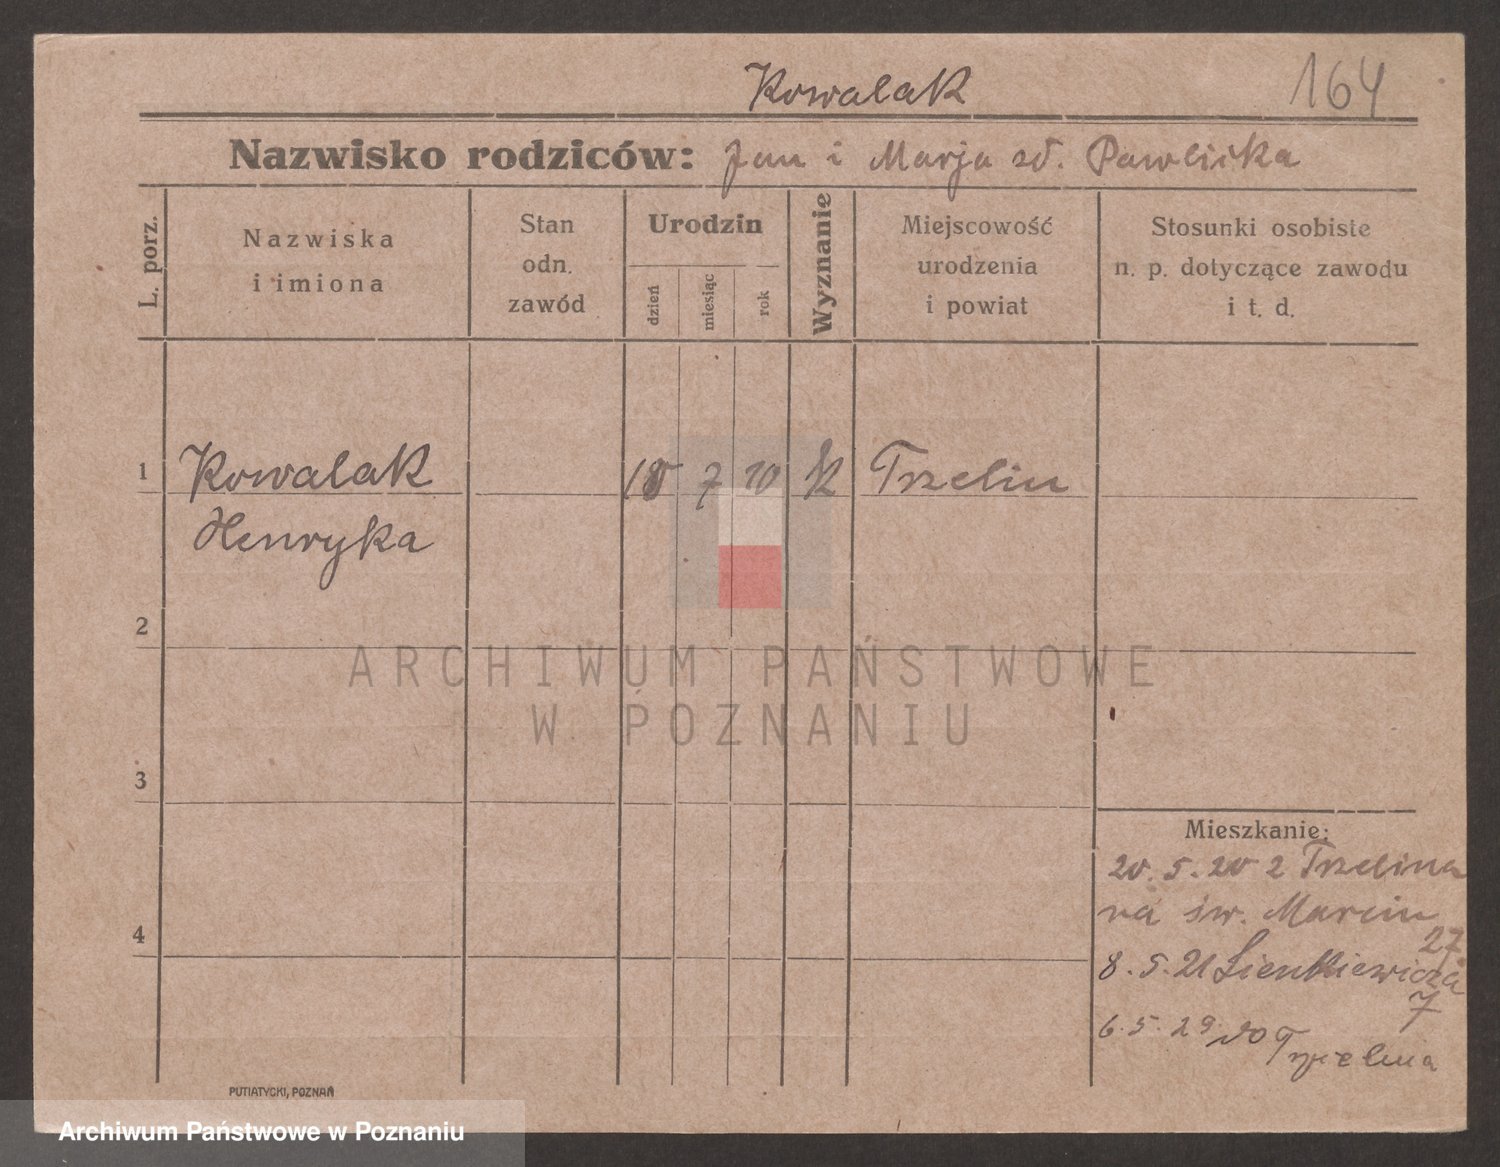 Kowalak
164
Nazwisko rodziców: Jan i Marja zd. Pawlicka
L. porz.
Nazwiska
i imiona
Stan
odn.
zawód
Urodzin
dzień
miesiąc
rok
Wyznanie
Miejscowość
urodzenia
i powiat
Stosunki osobiste
n. p. dotyczące zawodu
i t. d.
1 Kowalak 7 10 k Trzelin
Henryka
2
3
4
Mieszkanie:
20. 5. 20 z Trzelina
na św. Marcin
27
8. 5. 21 Sienkiewicza
7
6. 5. 29 do
PUTIATYCKI, POZNAŃ
ARCHIWUM PAŃSTWOWE
W POZNANIU
Archiwum Państwowe w Poznaniu